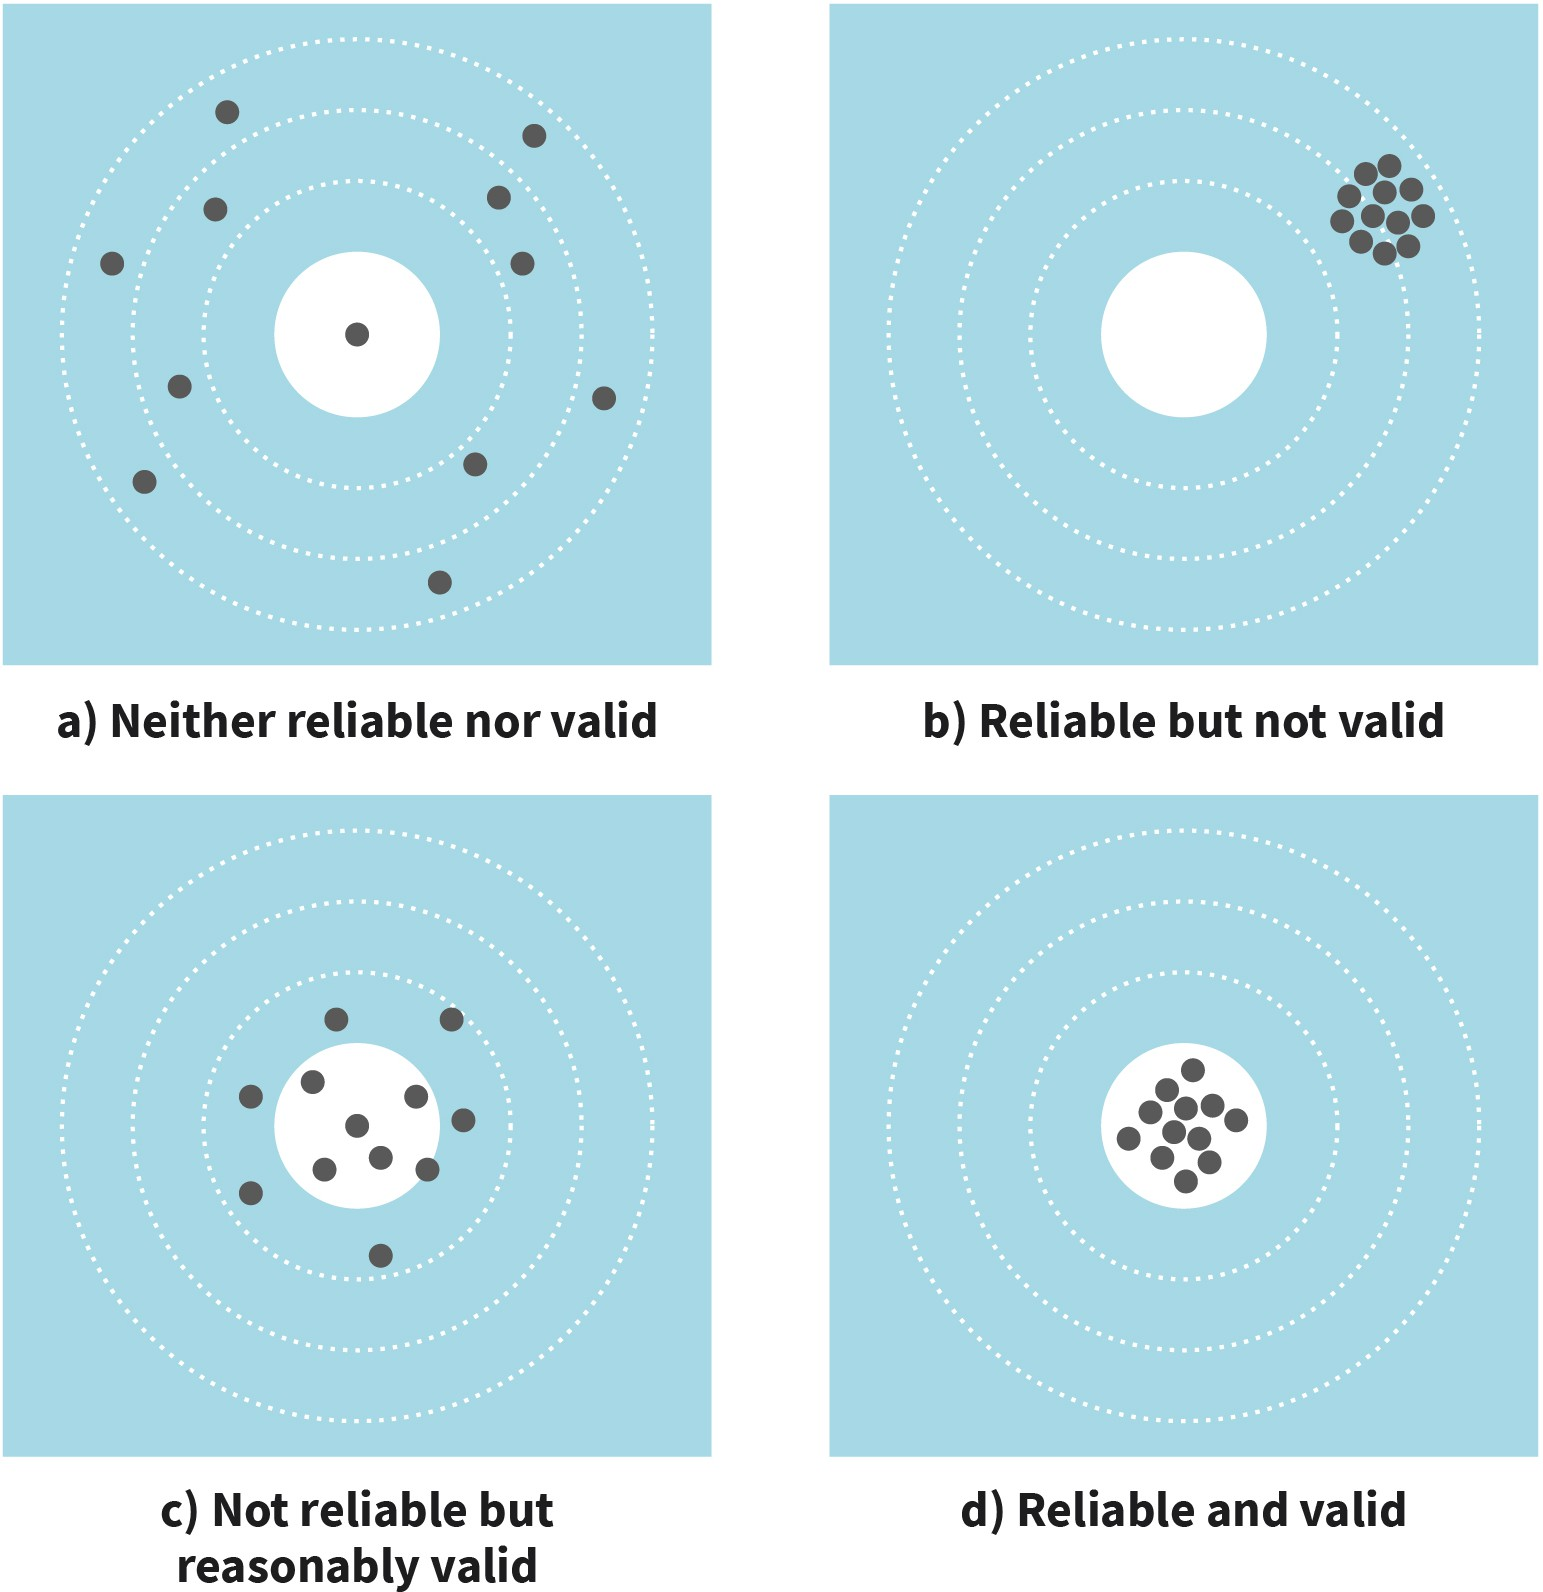 a) Neither reliable nor valid
b) Reliable but not valid
c) Not reliable but
reasonably valid
d) Reliable and valid